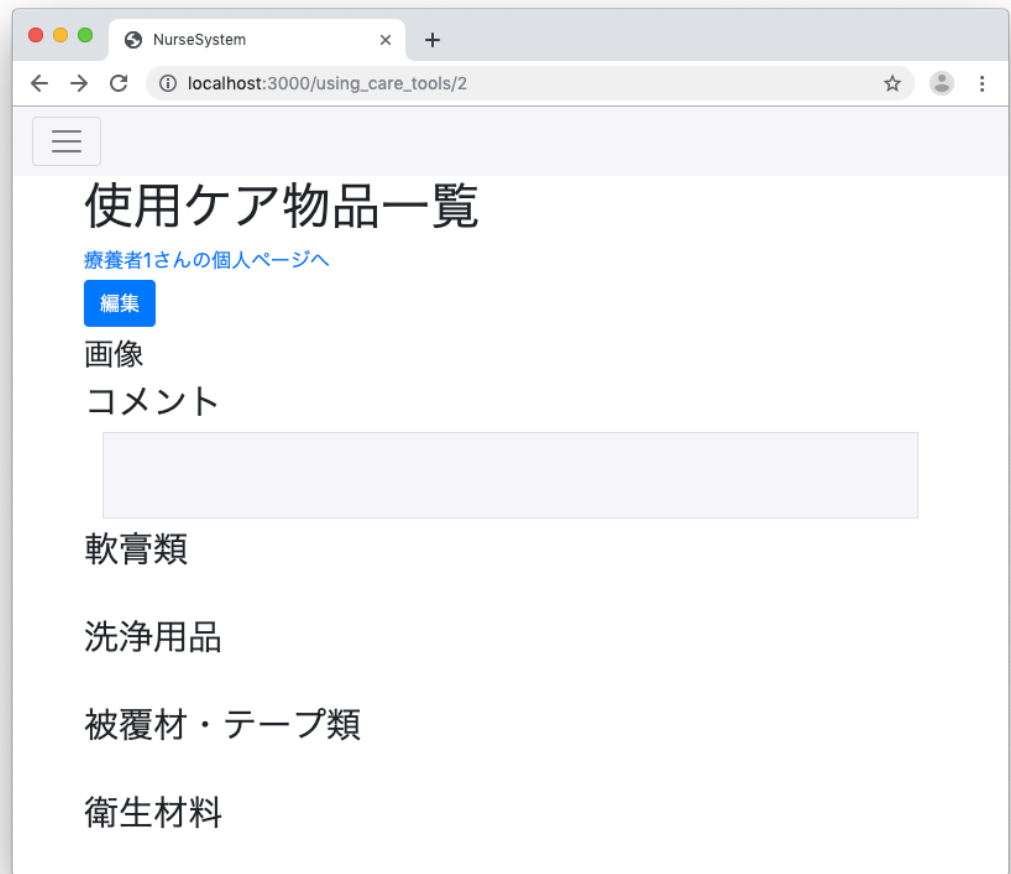 NurseSystem
localhost:3000/using_care_tools/2
使用ケア物品一覧
療養者1さんの個人ページへ
編集
画像
コメント
軟膏類
洗浄用品
被覆材・テープ類
衛生材料